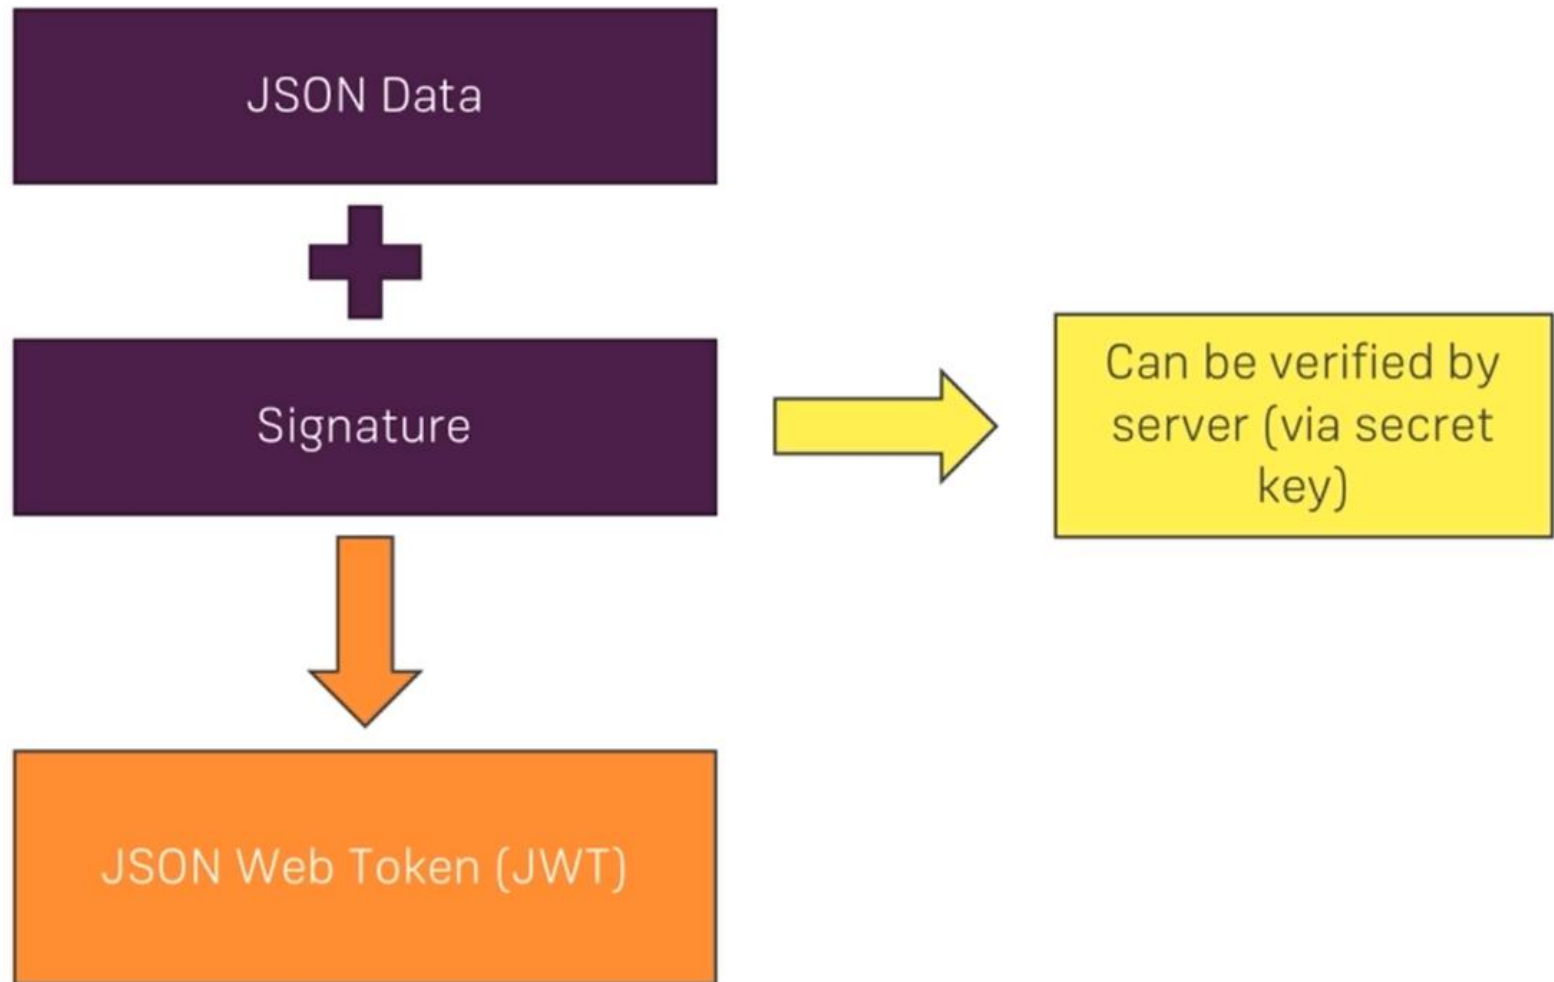 JSON Data
Signature
Can be verified by
server (via secret
key)
JSON Web Token (JWT)